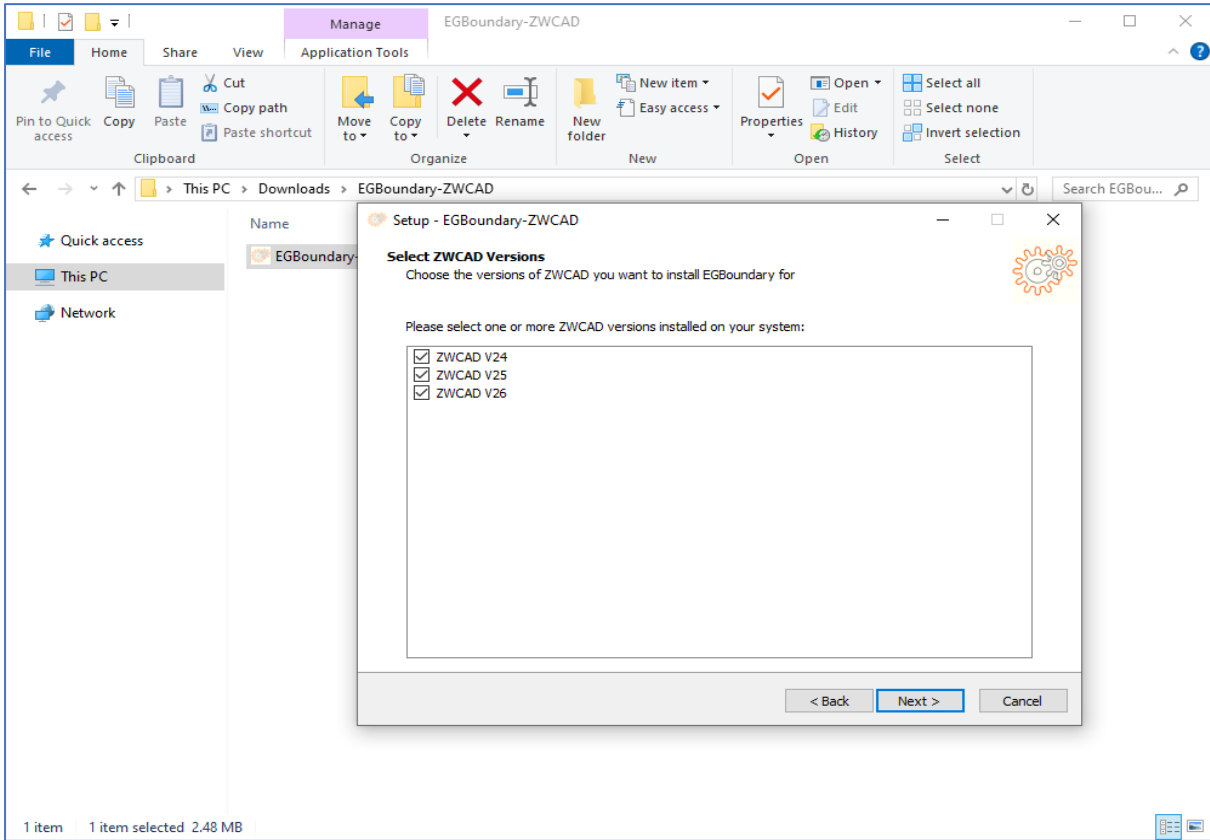 Manage EGBoundary-ZWCAD
File Home Share View Application Tools
Pin to Quick access
Copy
Paste
Cut
Copy path
Paste shortcut
Move to
Copy to
Delete
Rename
New folder
New item
Easy access
Properties
Open
Edit
History
Select all
Select none
Invert selection
Clipboard Organize New Open Select
This PC > Downloads > EGBoundary-ZWCAD
Search EGBou...
Quick access
This PC
Network
Name
EGBoundary-
Setup - EGBoundary-ZWCAD
Select ZWCAD Versions
Choose the versions of ZWCAD you want to install EGBoundary for
Please select one or more ZWCAD versions installed on your system:
ZWCAD V24
ZWCAD V25
ZWCAD V26
< Back Next > Cancel
1 item 1 item selected 2.48 MB